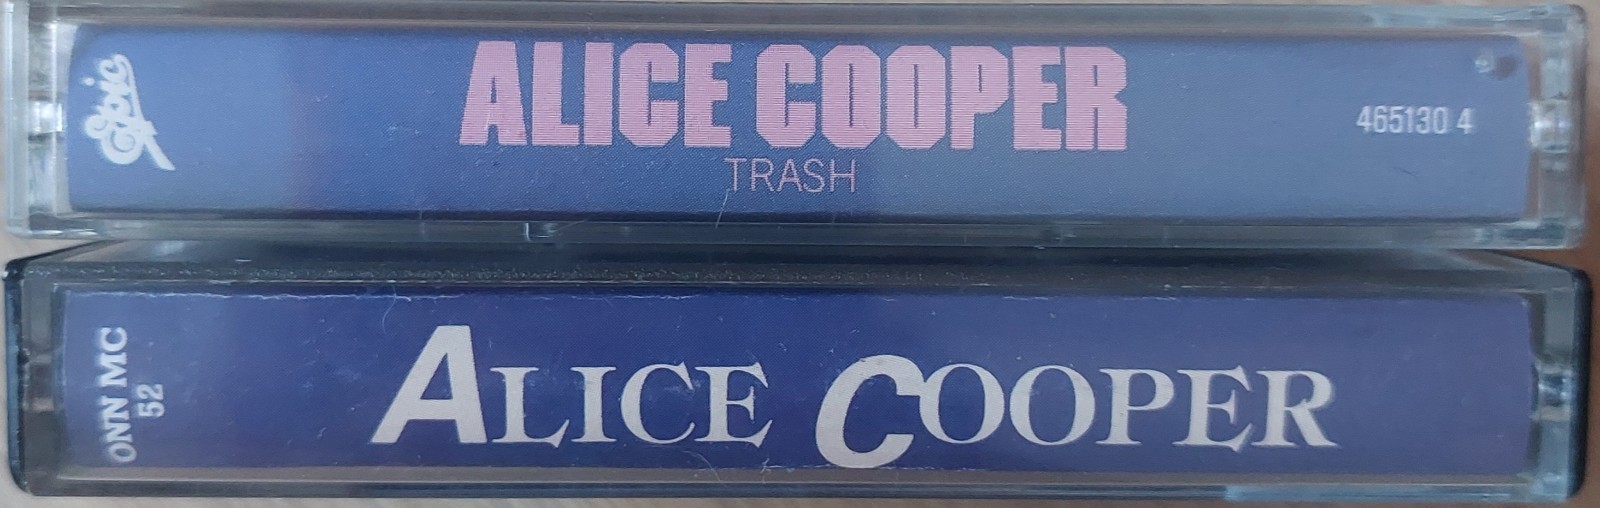 Epic
ALICE COOPER
TRASH
465130 4
ONN MC
52
ALICE COOPER